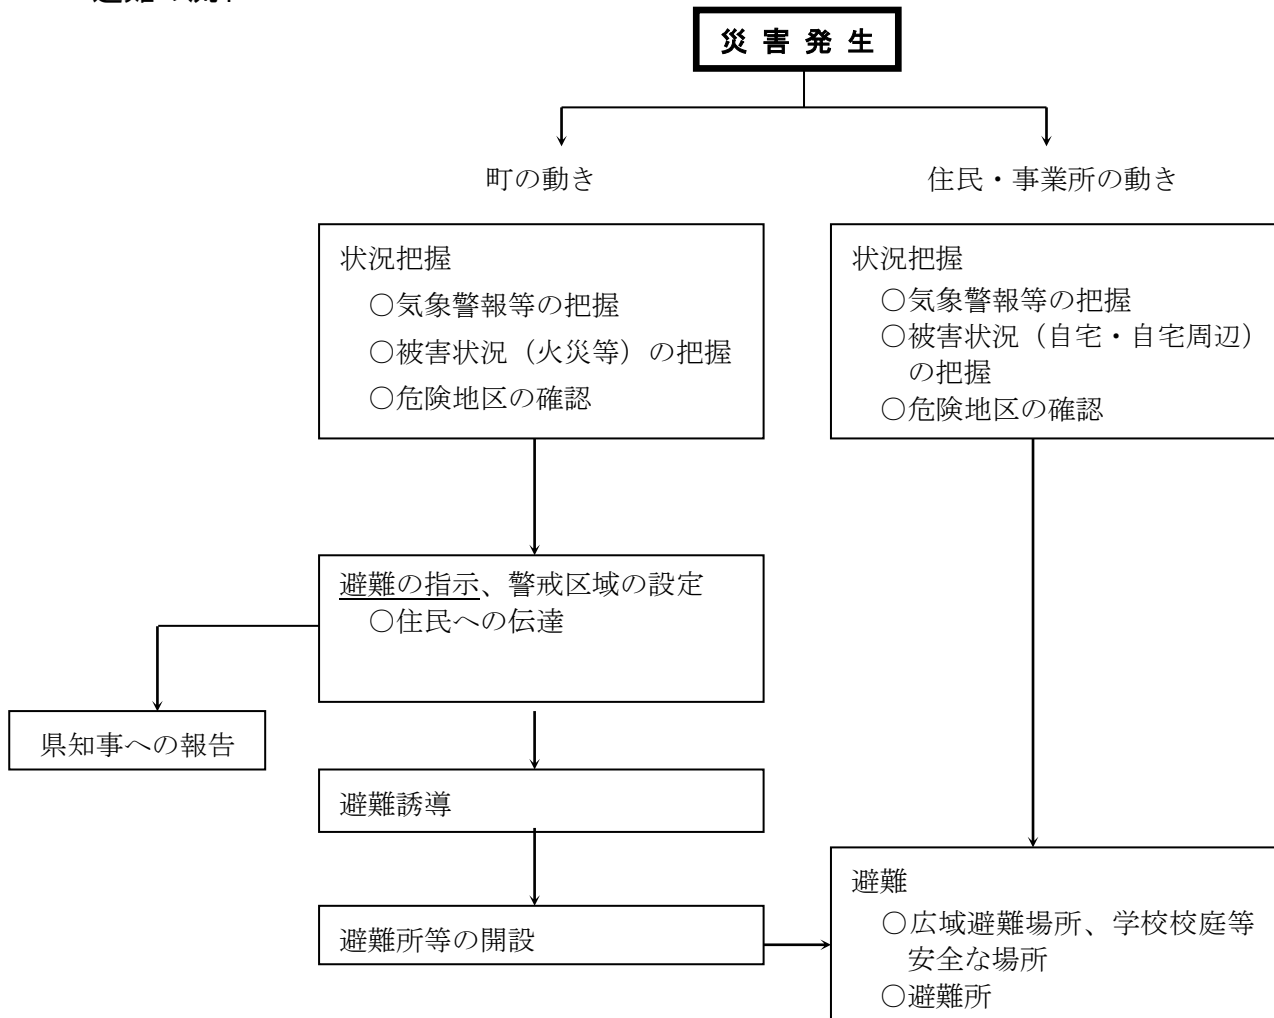 災害発生
町の動き
住民・事業所の動き
状況把握
○気象警報等の把握
○被害状況（火災等）の把握
○危険地区の確認
状況把握
○気象警報等の把握
○被害状況（自宅・自宅周辺）
の把握
○危険地区の確認
避難の指示、警戒区域の設定
○住民への伝達
県知事への報告
避難誘導
避難所等の開設
避難
○広域避難場所、学校校庭等
安全な場所
○避難所